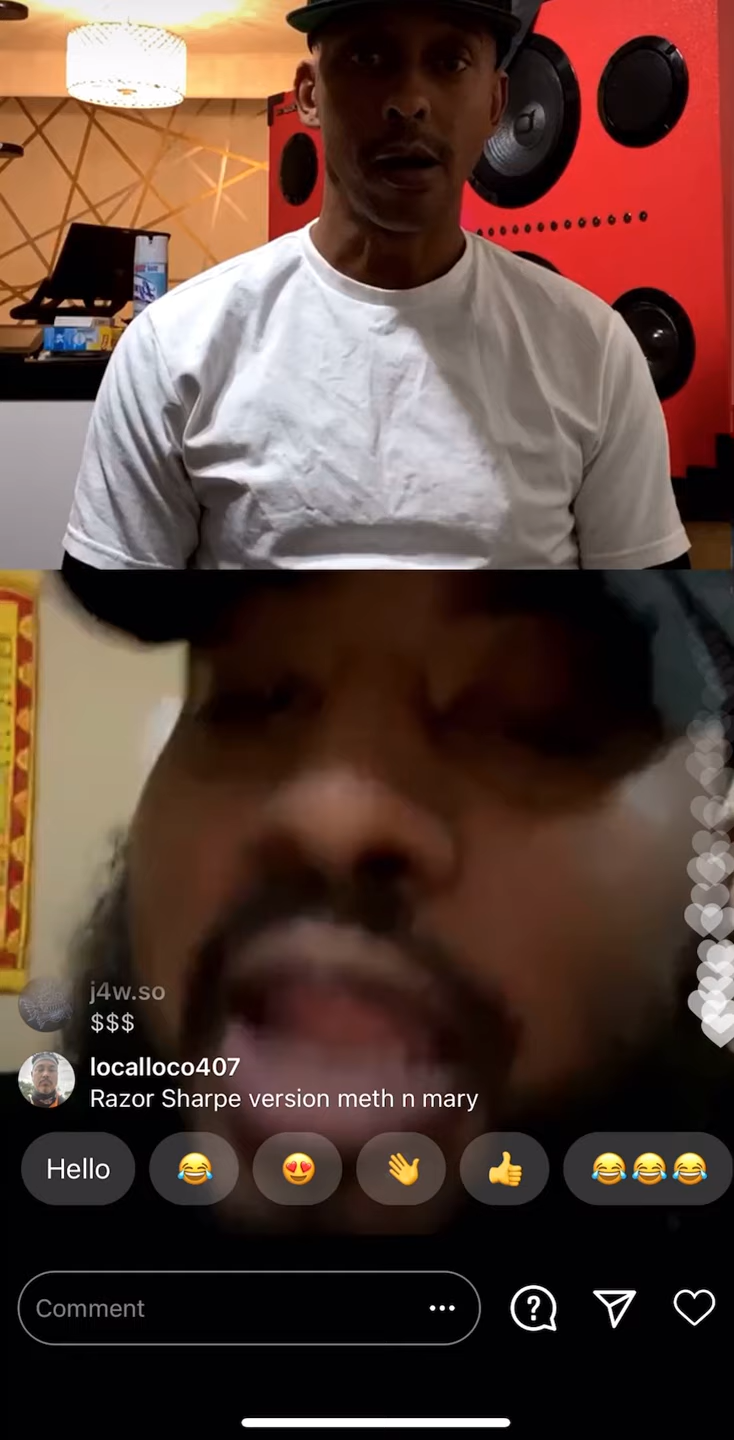 j4w.so
$$$
localloco407
Razor Sharpe version meth n mary
Hello
Comment